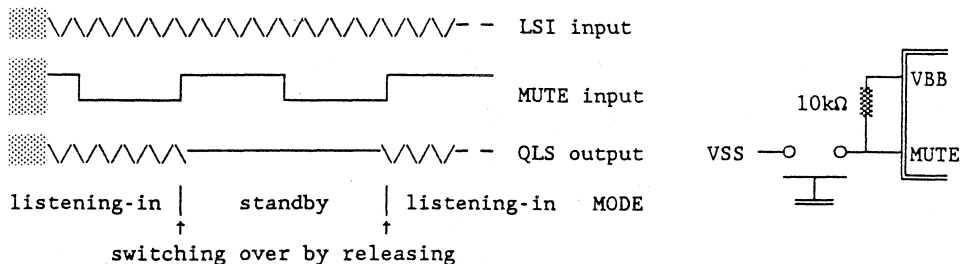 LSI input
MUTE input
QLS output
listening-in | standby | listening-in MODE
↑ ↑
switching over by releasing
VBB
10kΩ
VSS
MUTE